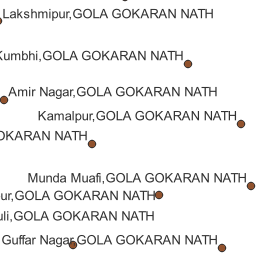 Lakshmipur,GOLA GOKARAN NATH
Kumbhi,GOLA GOKARAN NATH
Amir Nagar,GOLA GOKARAN NATH
Kamalpur,GOLA GOKARAN NATH
OKARAN NATH
Munda Muafi,GOLA GOKARAN NATH
ur,GOLA GOKARAN NATH
uli,GOLA GOKARAN NATH
Guffar Nagar,GOLA GOKARAN NATH